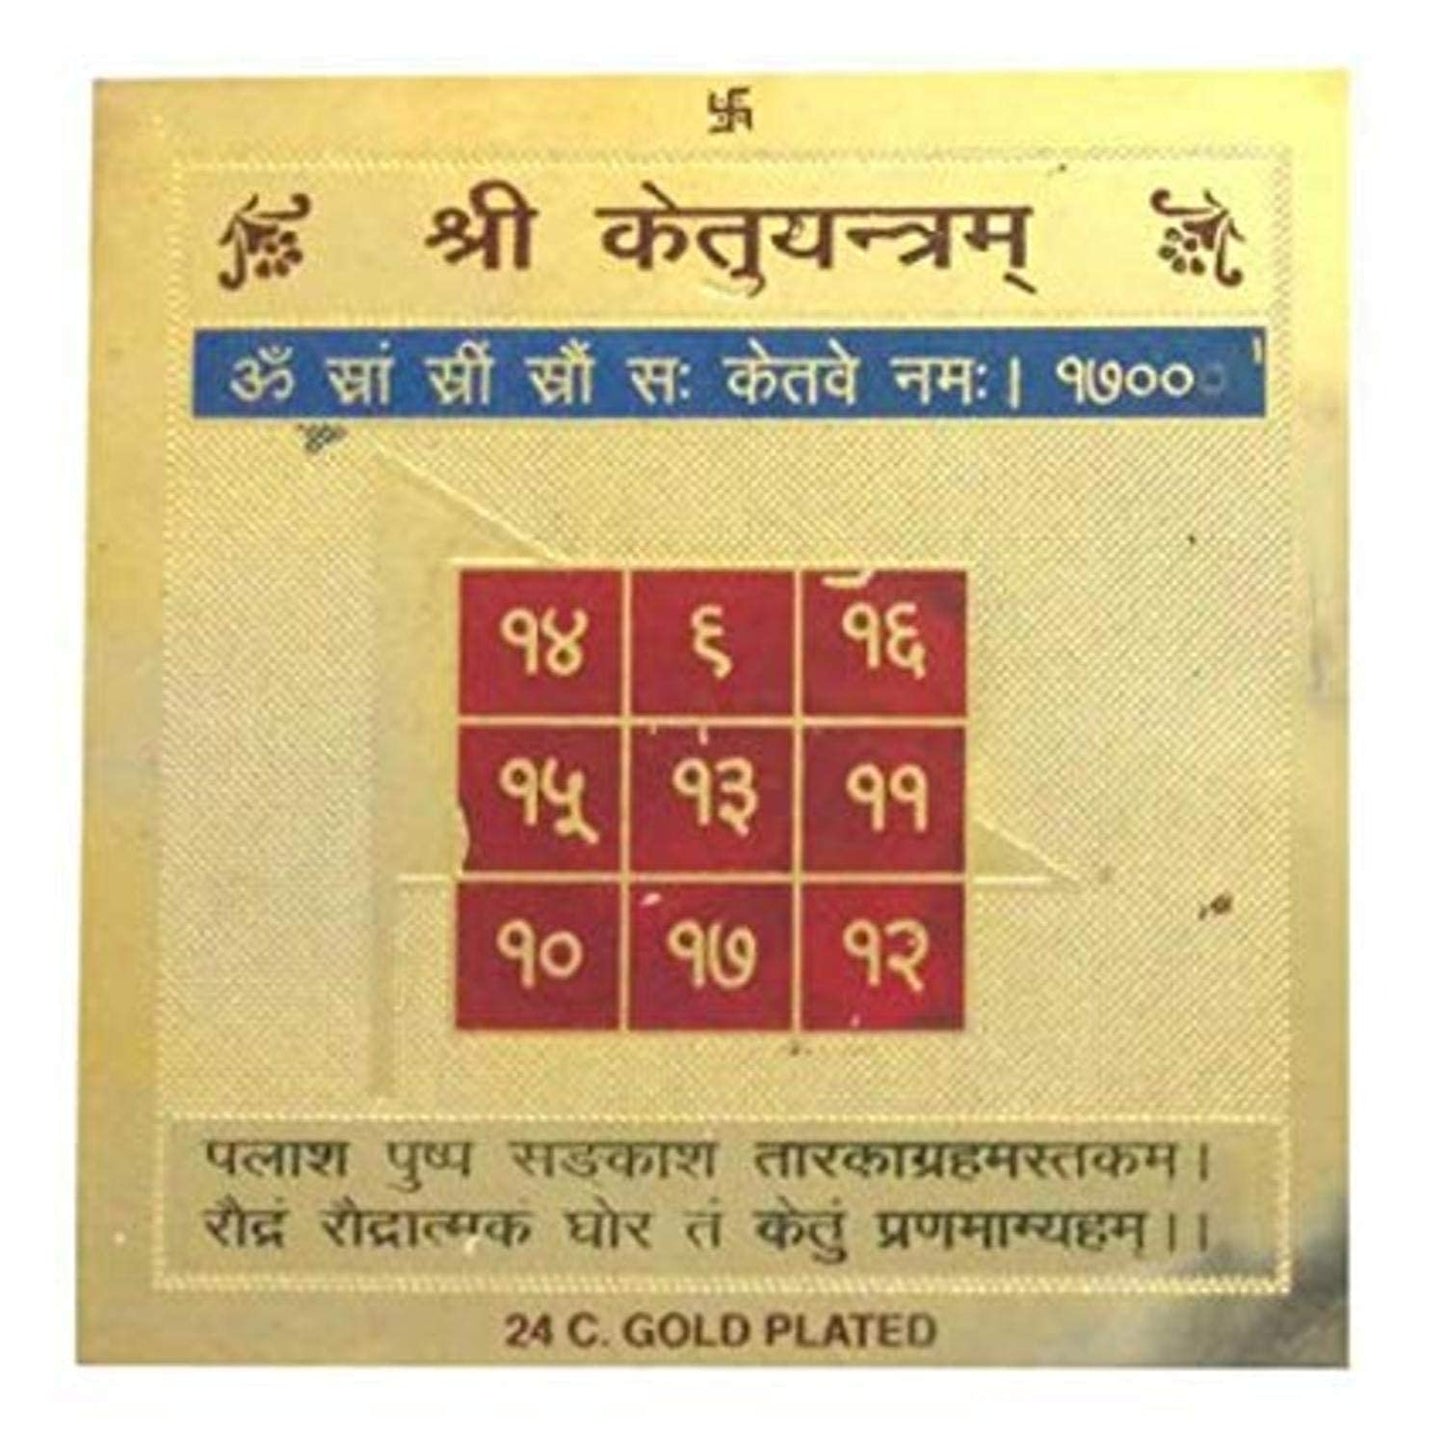 卐
श्री केतुयन्त्रम्
ॐ स्रां स्रीं स्रौं सः केतवे नमः। १७०००
१४ ६ १६
१५ १३ ११
१० १७ १२
पलाश पुष्प सङ्काश तारकाग्रहमस्तकम।
रौद्रं रौद्रात्मकं घोर तं केतुं प्रणमाम्यहम्।।
24 C. GOLD PLATED